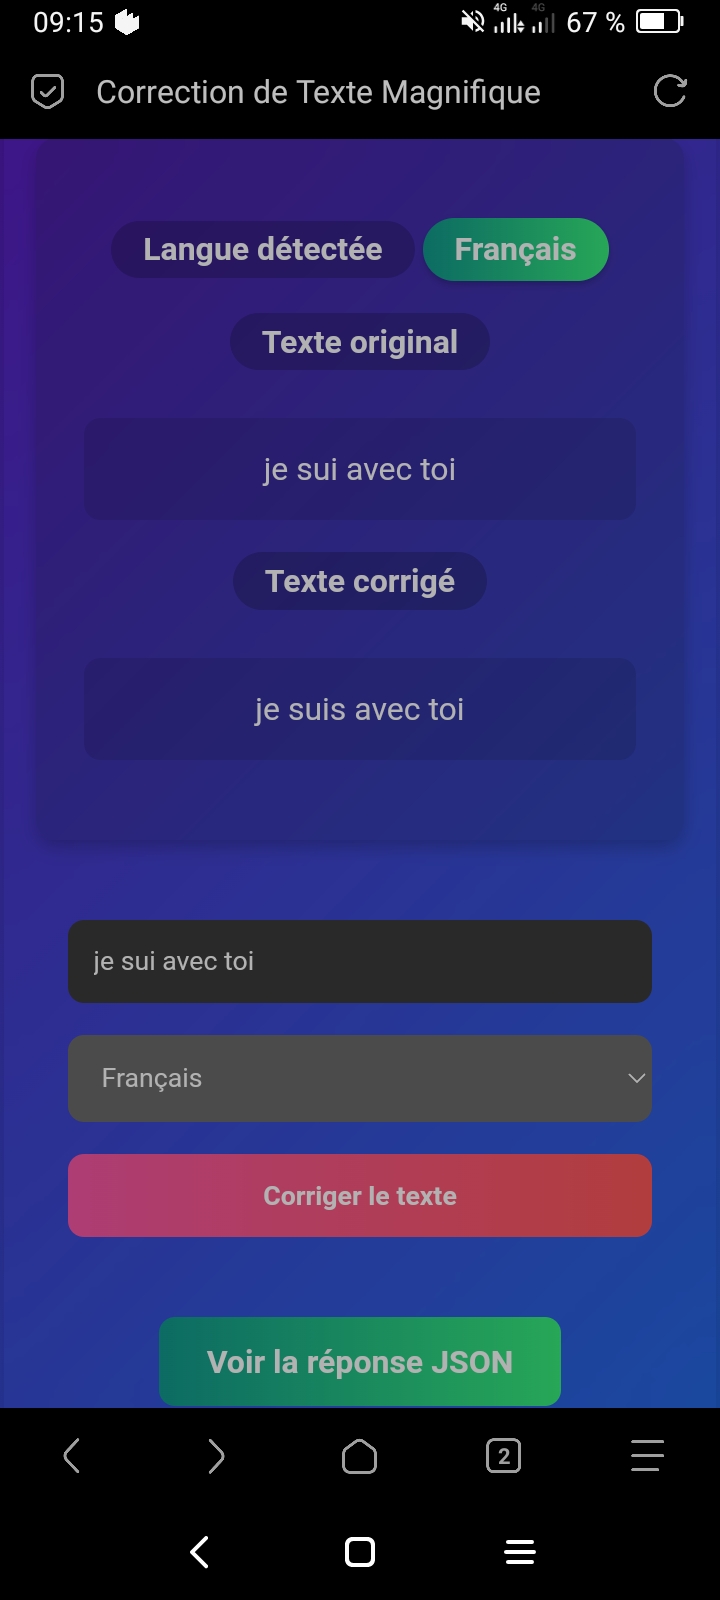 09:15
4G 4G 67 %
Correction de Texte Magnifique
Langue détectée Français
Texte original
je sui avec toi
Texte corrigé
je suis avec toi
je sui avec toi
Français
Corriger le texte
Voir la réponse JSON
2